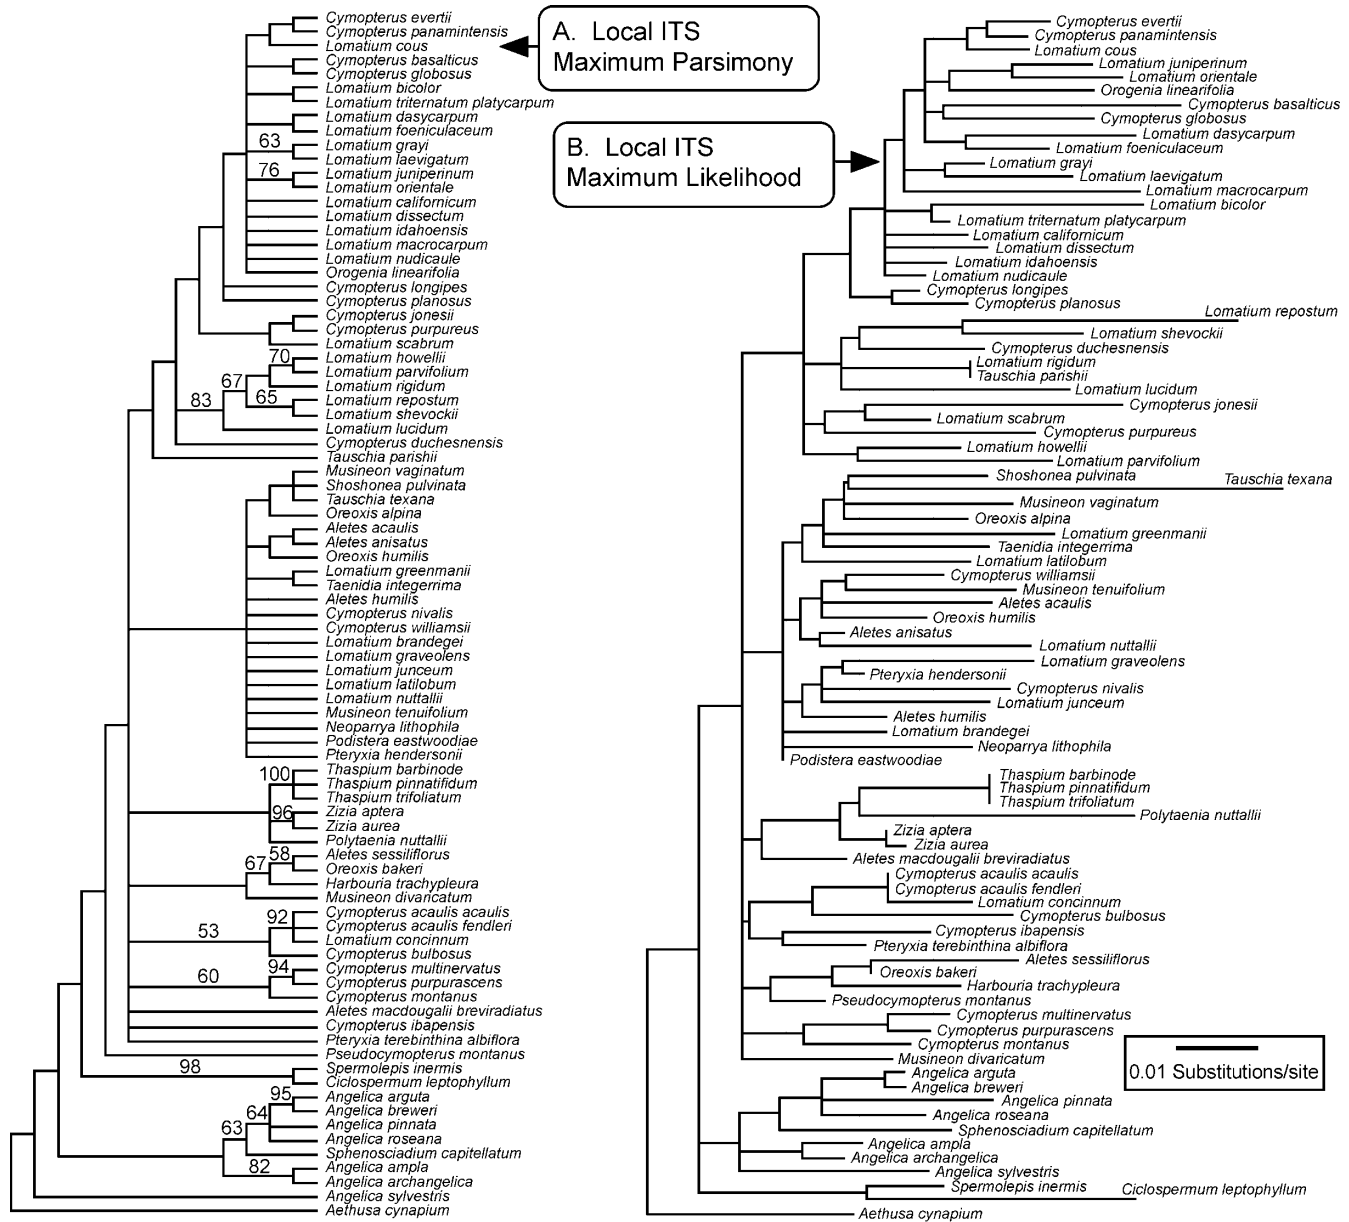 A. Local ITS
Maximum Parsimony
Cymopterus evertii
Cymopterus panamintensis
Lomatium cous
Cymopterus basalticus
Cymopterus globosus
Lomatium bicolor
Lomatium triternatum platycarpum
Lomatium dasycarpum
Lomatium foeniculaceum
63
Lomatium grayi
Lomatium laevigatum
76
Lomatium juniperinum
Lomatium orientale
Lomatium californicum
Lomatium dissectum
Lomatium idahoensis
Lomatium macrocarpum
Lomatium nudicaule
Orogenia linearifolia
Cymopterus longipes
Cymopterus planosus
Cymopterus jonesii
Cymopterus purpureus
Lomatium scabrum
70
Lomatium howellii
Lomatium parvifolium
67
Lomatium rigidum
83
65
Lomatium repostum
Lomatium shevockii
Lomatium lucidum
Cymopterus duchesnensis
Tauschia parishii
Musineon vaginatum
Shoshonea pulvinata
Tauschia texana
Oreoxis alpina
Aletes acaulis
Aletes anisatus
Oreoxis humilis
Lomatium greenmanii
Taenidia integerrima
Aletes humilis
Cymopterus nivalis
Cymopterus williamsii
Lomatium brandegei
Lomatium graveolens
Lomatium junceum
Lomatium latilobum
Lomatium nuttallii
Musineon tenuifolium
Neoparrya lithophila
Podistera eastwoodiae
Pteryxia hendersonii
100
Thaspium barbinode
Thaspium pinnatifidum
Thaspium trifoliatum
96
Zizia aptera
Zizia aurea
Polytaenia nuttallii
58
Aletes sessiliflorus
67
Oreoxis bakeri
Harbouria trachypleura
Musineon divaricatum
92
Cymopterus acaulis acaulis
Cymopterus acaulis fendleri
53
Lomatium concinnum
Cymopterus bulbosus
94
Cymopterus multinervatus
60
Cymopterus purpurascens
Cymopterus montanus
Aletes macdougalii breviradiatus
Cymopterus ibapensis
Pteryxia terebinthina albiflora
Pseudocymopterus montanus
98
Spermolepis inermis
Ciclospermum leptophyllum
95
Angelica arguta
Angelica breweri
64
Angelica pinnata
63
Angelica roseana
Sphenosciadium capitellatum
82
Angelica ampla
Angelica archangelica
Angelica sylvestris
Aethusa cynapium
B. Local ITS
Maximum Likelihood
Cymopterus evertii
Cymopterus panamintensis
Lomatium cous
Lomatium juniperinum
Lomatium orientale
Orogenia linearifolia
Cymopterus basalticus
Cymopterus globosus
Lomatium dasycarpum
Lomatium foeniculaceum
Lomatium grayi
Lomatium laevigatum
Lomatium macrocarpum
Lomatium bicolor
Lomatium triternatum platycarpum
Lomatium californicum
Lomatium dissectum
Lomatium idahoensis
Lomatium nudicaule
Cymopterus longipes
Cymopterus planosus
Lomatium repostum
Lomatium shevockii
Cymopterus duchesnensis
Lomatium rigidum
Tauschia parishii
Lomatium lucidum
Cymopterus jonesii
Lomatium scabrum
Cymopterus purpureus
Lomatium howellii
Lomatium parvifolium
Shoshonea pulvinata
Tauschia texana
Musineon vaginatum
Oreoxis alpina
Lomatium greenmanii
Taenidia integerrima
Lomatium latilobum
Cymopterus williamsii
Musineon tenuifolium
Aletes acaulis
Oreoxis humilis
Aletes anisatus
Lomatium nuttallii
Lomatium graveolens
Pteryxia hendersonii
Cymopterus nivalis
Lomatium junceum
Aletes humilis
Lomatium brandegei
Neoparrya lithophila
Podistera eastwoodiae
Thaspium barbinode
Thaspium pinnatifidum
Thaspium trifoliatum
Polytaenia nuttallii
Zizia aptera
Zizia aurea
Aletes macdougalii breviradiatus
Cymopterus acaulis acaulis
Cymopterus acaulis fendleri
Lomatium concinnum
Cymopterus bulbosus
Cymopterus ibapensis
Pteryxia terebinthina albiflora
Aletes sessiliflorus
Oreoxis bakeri
Harbouria trachypleura
Pseudocymopterus montanus
Cymopterus multinervatus
Cymopterus purpurascens
Cymopterus montanus
Musineon divaricatum
Angelica arguta
Angelica breweri
Angelica pinnata
Angelica roseana
Sphenosciadium capitellatum
Angelica ampla
Angelica archangelica
Angelica sylvestris
Spermolepis inermis
Ciclospermum leptophyllum
Aethusa cynapium
0.01 Substitutions/site